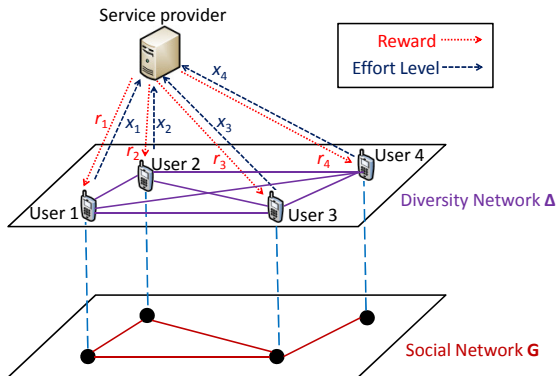 Service provider
Reward
Effort Level
r1
x1
x2
r2
x3
r3
x4
r4
User 2
User 4
User 1
User 3
Diversity Network Δ
Social Network G